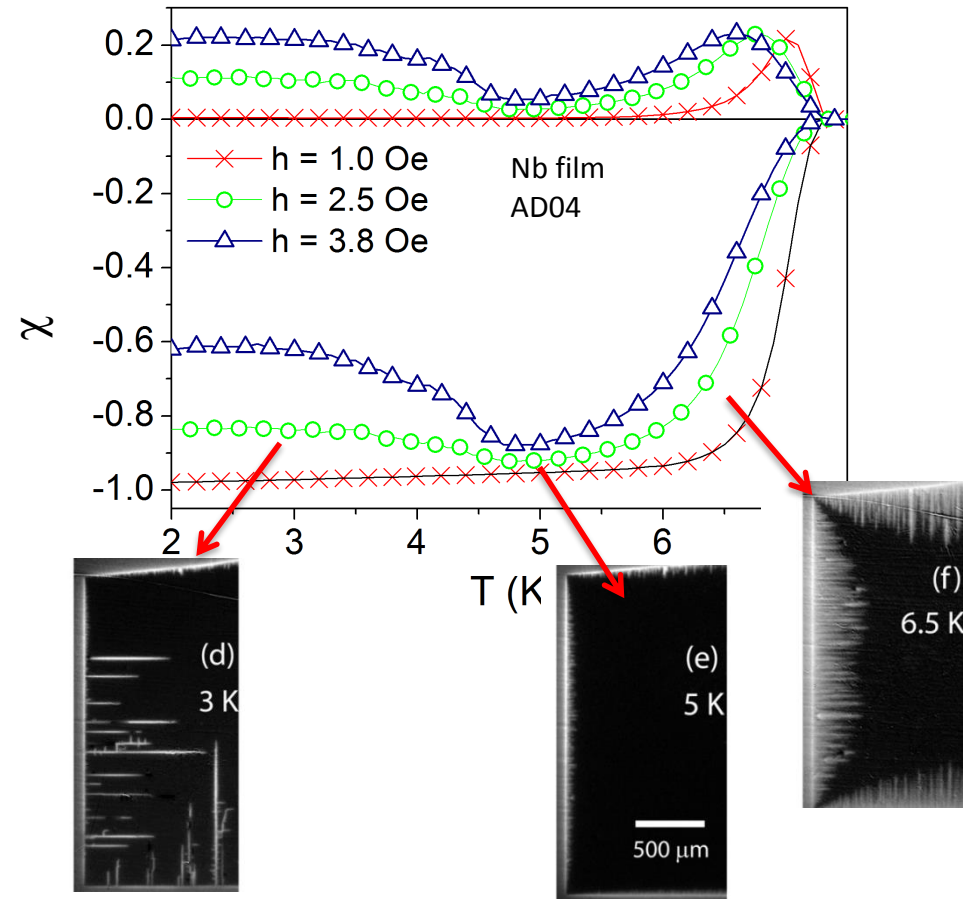 0.2
0.0
-0.2
-0.4
-0.6
-0.8
-1.0
χ
h = 1.0 Oe
h = 2.5 Oe
h = 3.8 Oe
Nb film
AD04
2 3 4 5 6
T (K
(d)
3 K
(e)
5 K
500 μm
(f)
6.5 K